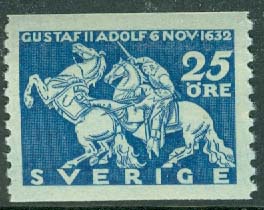 GUSTAF II ADOLF 6 NOV·1632
25
ÖRE
SVERIGE